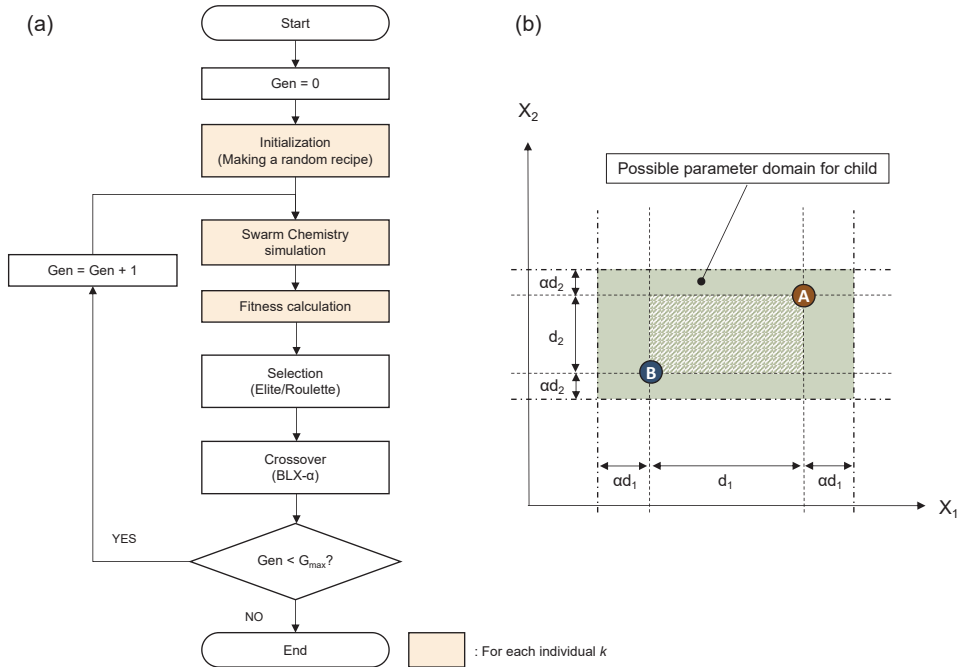 (a)
Start
Gen = 0
Initialization
(Making a random recipe)
Swarm Chemistry
simulation
Gen = Gen + 1
Fitness calculation
Selection
(Elite/Roulette)
Crossover
(BLX-α)
YES
Gen < Gmax?
NO
End
: For each individual k
(b)
X2
Possible parameter domain for child
αd2
A
d2
B
αd2
αd1
d1
αd1
X1